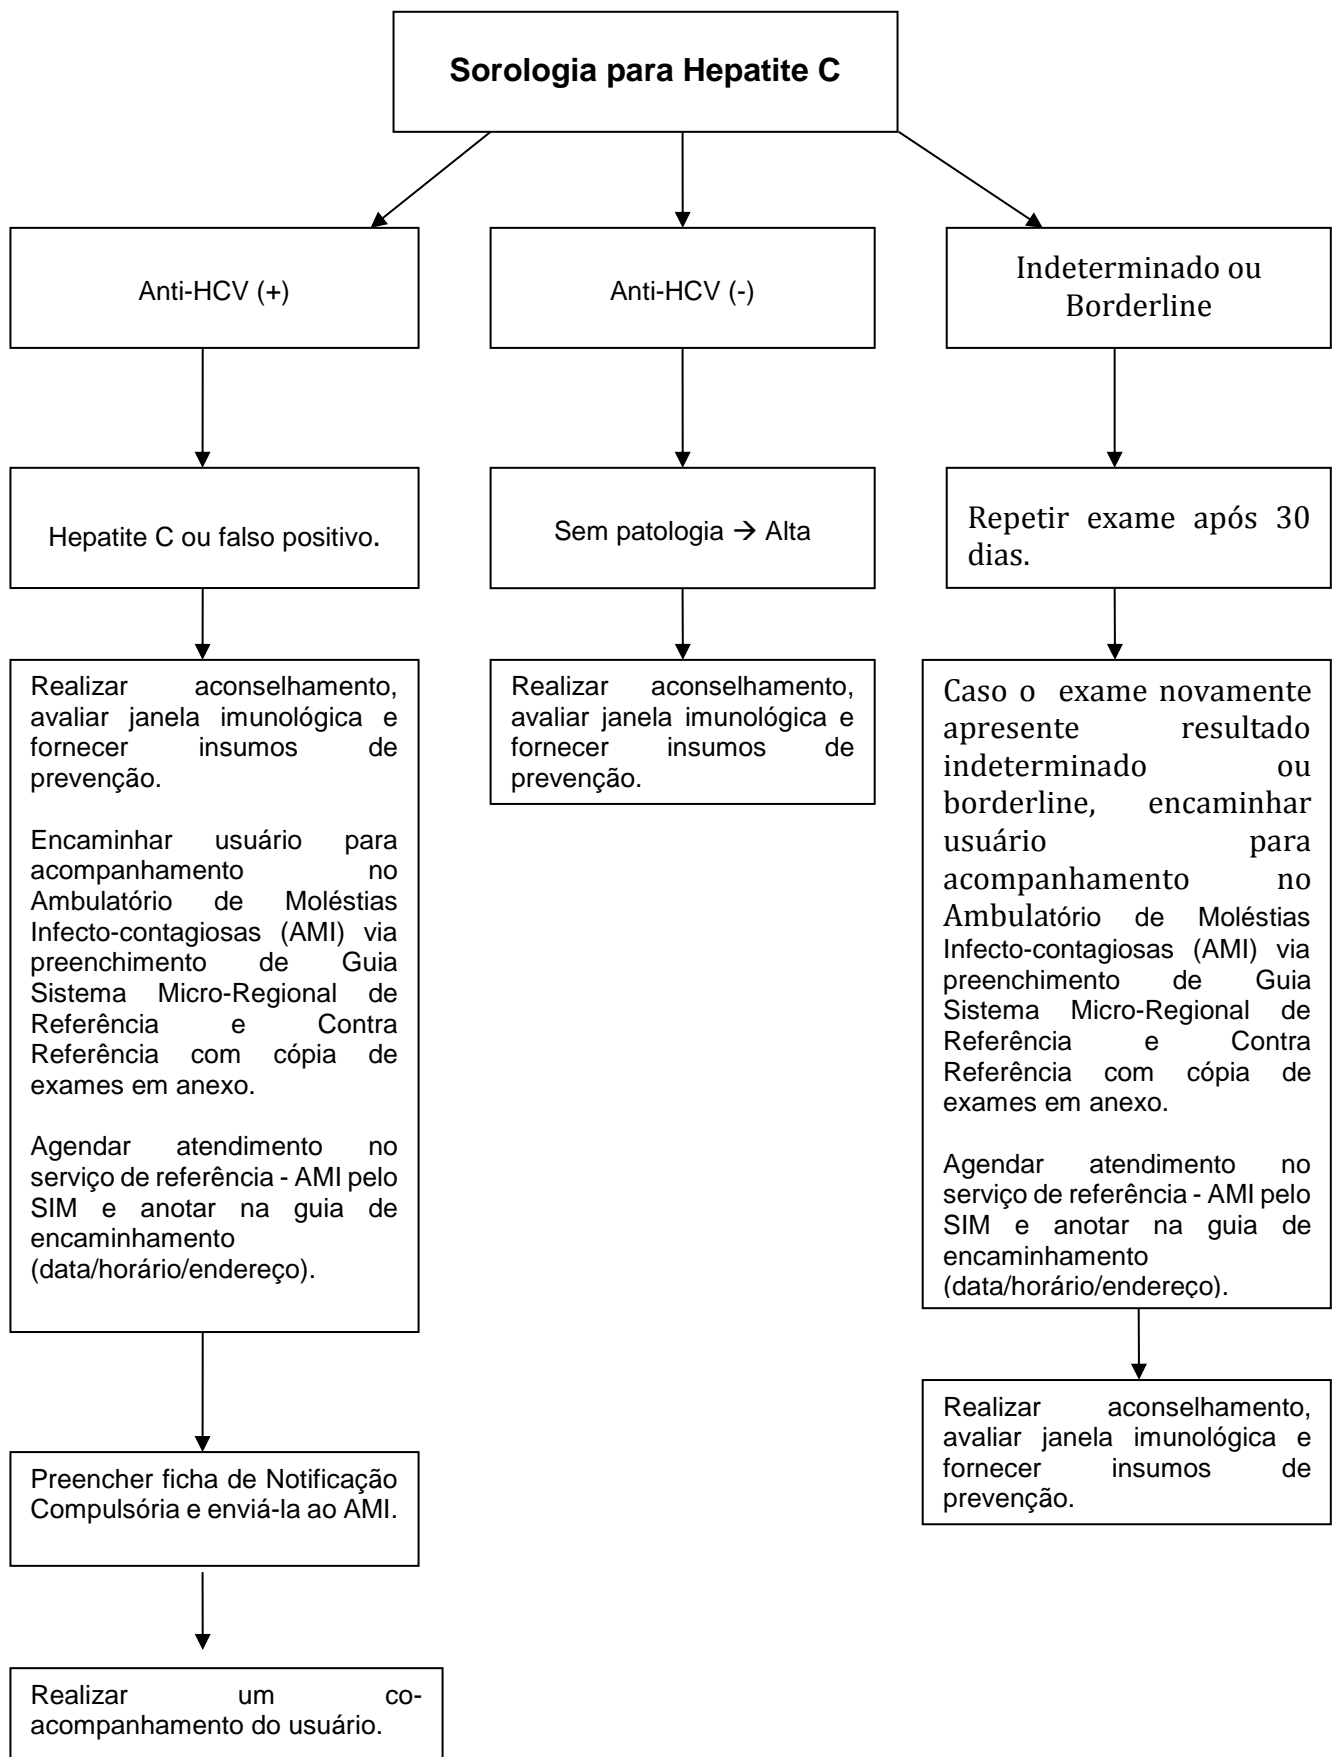 Sorologia para Hepatite C
Anti-HCV (+)
Anti-HCV (-)
Indeterminado ou
Borderline
Hepatite C ou falso positivo.
Sem patologia → Alta
Repetir exame após 30
dias.
Realizar aconselhamento,
avaliar janela imunológica e
fornecer insumos de
prevenção.
Encaminhar usuário para
acompanhamento no
Ambulatório de Moléstias
Infecto-contagiosas (AMI) via
preenchimento de Guia
Sistema Micro-Regional de
Referência e Contra
Referência com cópia de
exames em anexo.
Agendar atendimento no
serviço de referência - AMI pelo
SIM e anotar na guia de
encaminhamento
(data/horário/endereço).
Realizar aconselhamento,
avaliar janela imunológica e
fornecer insumos de
prevenção.
Caso o exame novamente
apresente resultado
indeterminado ou
borderline, encaminhar
usuário para
acompanhamento no
Ambulatório de Moléstias
Infecto-contagiosas (AMI) via
preenchimento de Guia
Sistema Micro-Regional de
Referência e Contra
Referência com cópia de
exames em anexo.
Agendar atendimento no
serviço de referência - AMI pelo
SIM e anotar na guia de
encaminhamento
(data/horário/endereço).
Realizar aconselhamento,
avaliar janela imunológica e
fornecer insumos de
prevenção.
Preencher ficha de Notificação
Compulsória e enviá-la ao AMI.
Realizar um co-
acompanhamento do usuário.